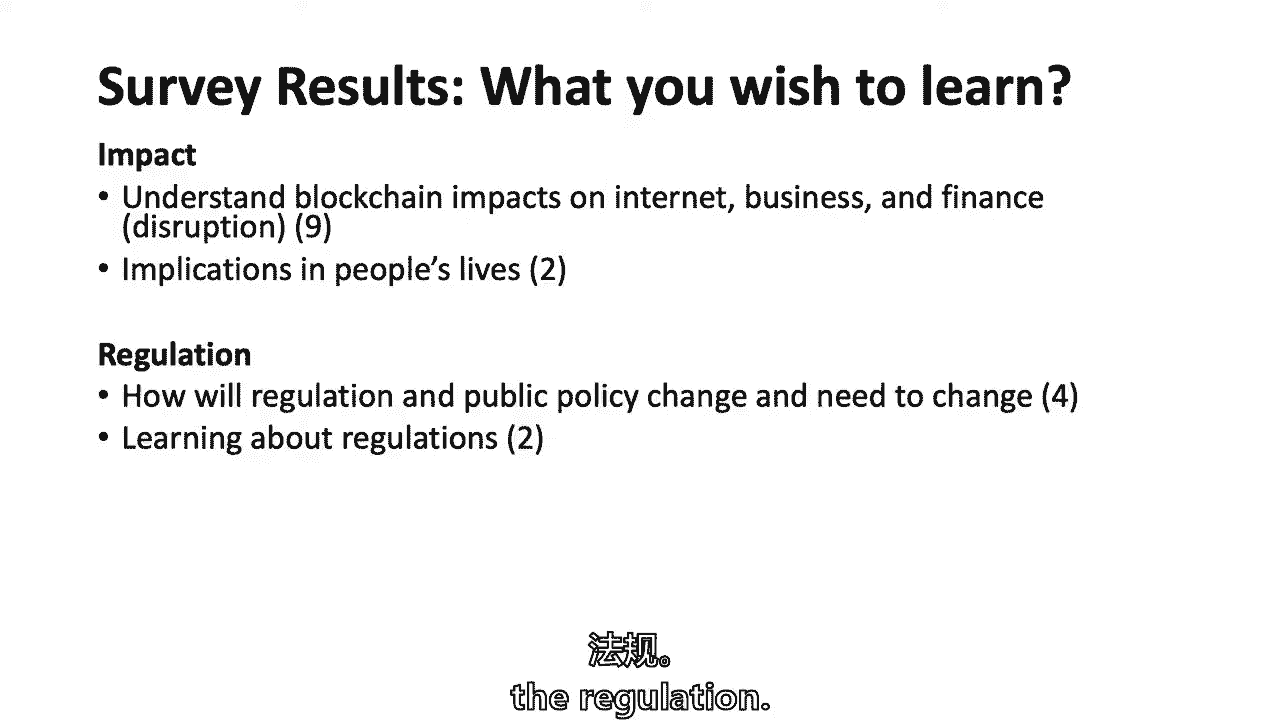 Survey Results: What you wish to learn?
Impact
• Understand blockchain impacts on internet, business, and finance
(disruption) (9)
• Implications in people's lives (2)
Regulation
• How will regulation and public policy change and need to change (4)
• Learning about regulations (2)
法规。
the regulation.